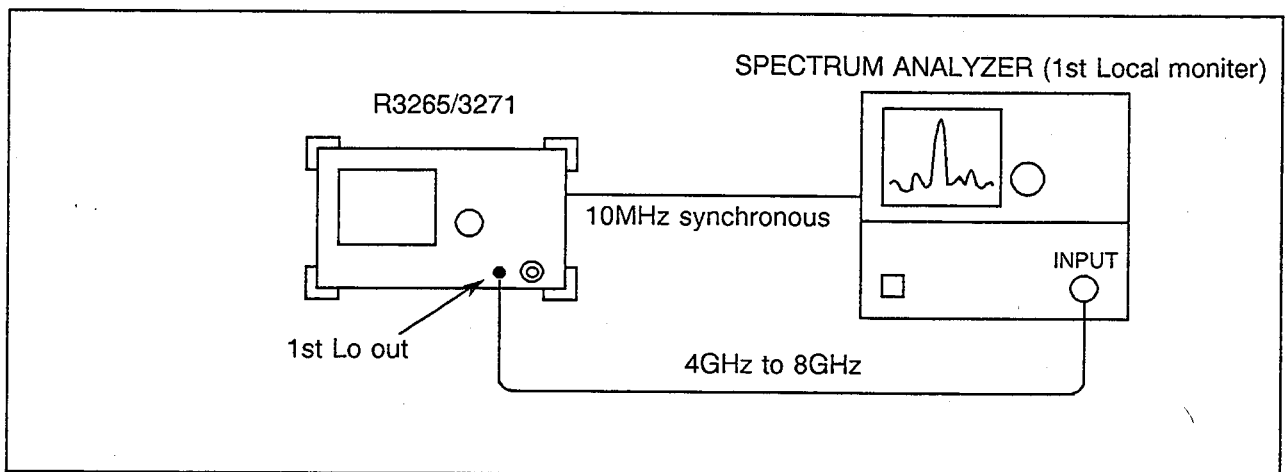 SPECTRUM ANALYZER (1st Local moniter)
R3265/3271
10MHz synchronous
INPUT
1st Lo out
4GHz to 8GHz